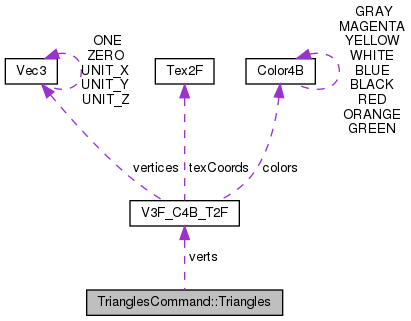 ONE
ZERO
UNIT_X
UNIT_Y
UNIT_Z
GRAY
MAGENTA
YELLOW
WHITE
BLUE
BLACK
RED
ORANGE
GREEN
Vec3
Tex2F
Color4B
vertices
texCoords
colors
V3F_C4B_T2F
verts
TrianglesCommand::Triangles